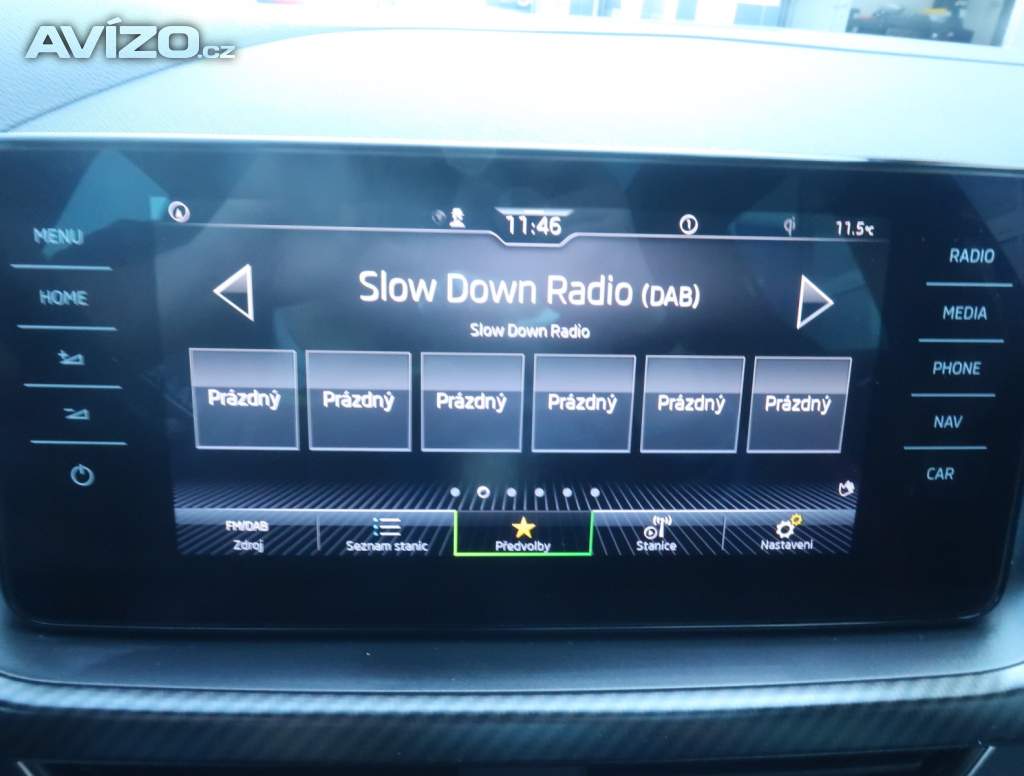 AVÍZO.cz
MENU
HOME
11:46
11.5°C
Slow Down Radio (DAB)
Slow Down Radio
Prázdný Prázdný Prázdný Prázdný Prázdný Prázdný
FM/DAB
Zdroj
Seznam stanic
Předvolby
Stanice
Nastavení
RADIO
MEDIA
PHONE
NAV
CAR